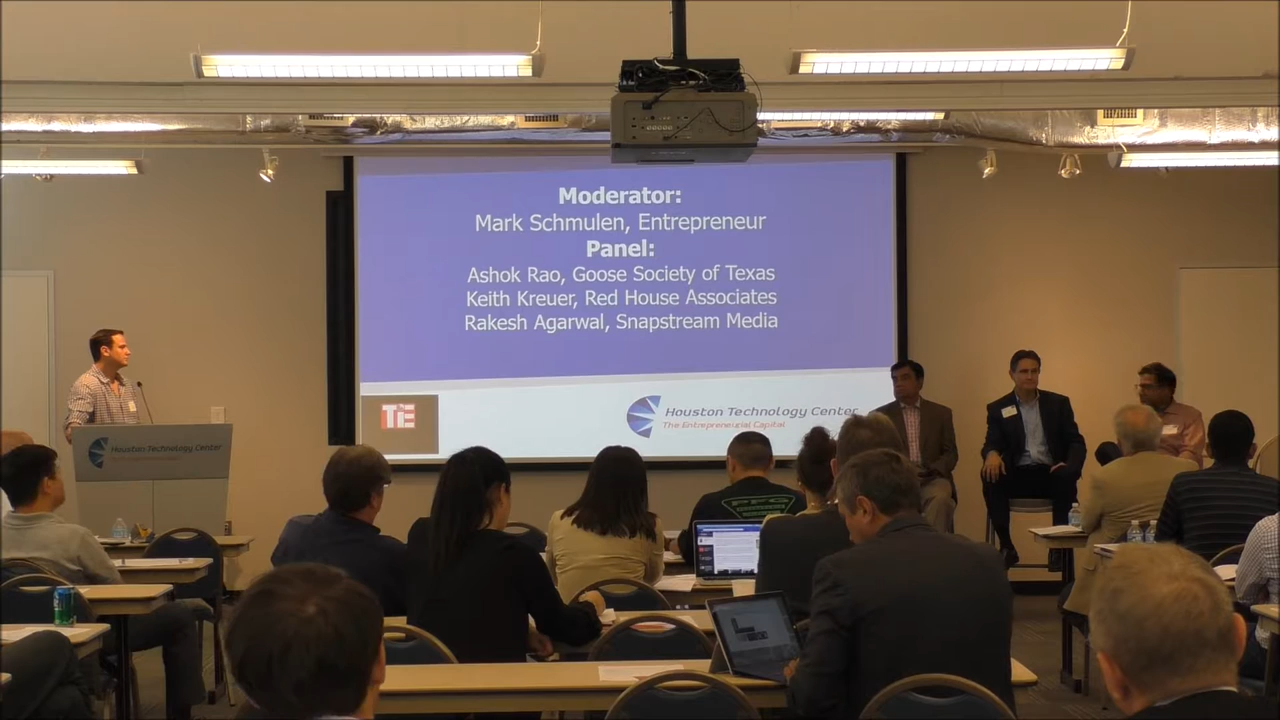 Moderator:
Mark Schmulen, Entrepreneur
Panel:
Ashok Rao, Goose Society of Texas
Keith Kreuer, Red House Associates
Rakesh Agarwal, Snapstream Media
TiE
Houston Technology Center
The Entrepreneurial Capital
Houston Technology Center
PFG